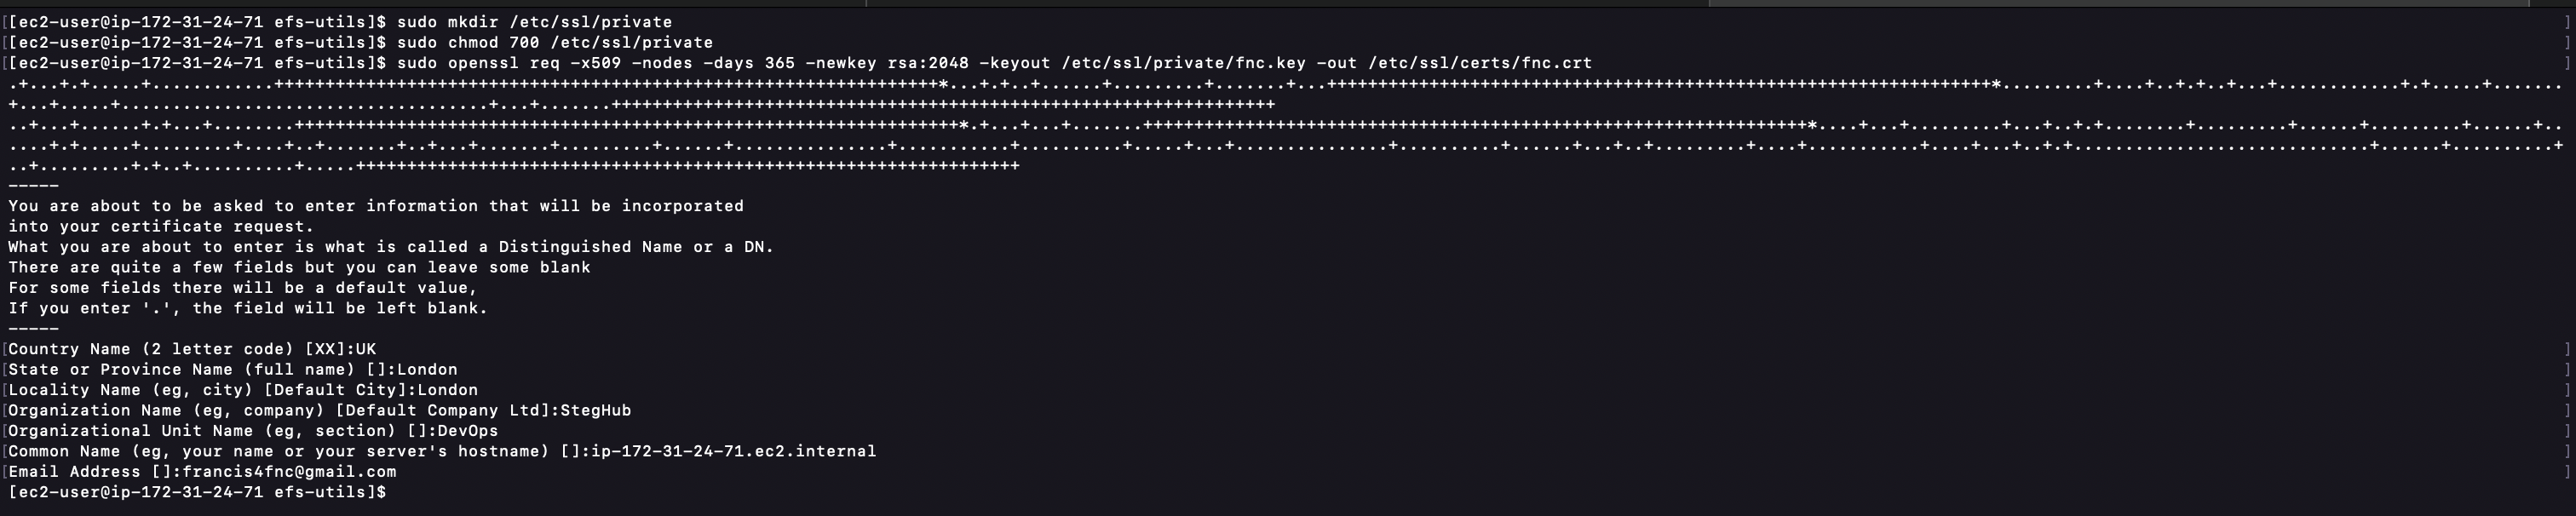 [ec2-user@ip-172-31-24-71 efs-utils]$ sudo mkdir /etc/ssl/private
[ec2-user@ip-172-31-24-71 efs-utils]$ sudo chmod 700 /etc/ssl/private
[ec2-user@ip-172-31-24-71 efs-utils]$ sudo openssl req -x509 -nodes -days 365 -newkey rsa:2048 -keyout /etc/ssl/private/fnc.key -out /etc/ssl/certs/fnc.crt
-----
You are about to be asked to enter information that will be incorporated
into your certificate request.
What you are about to enter is what is called a Distinguished Name or a DN.
There are quite a few fields but you can leave some blank
For some fields there will be a default value,
If you enter '.', the field will be left blank.
-----
Country Name (2 letter code) [XX]:UK
State or Province Name (full name) []:London
Locality Name (eg, city) [Default City]:London
Organization Name (eg, company) [Default Company Ltd]:StegHub
Organizational Unit Name (eg, section) []:DevOps
Common Name (eg, your name or your server's hostname) []:ip-172-31-24-71.ec2.internal
Email Address []:francis4fnc@gmail.com
[ec2-user@ip-172-31-24-71 efs-utils]$